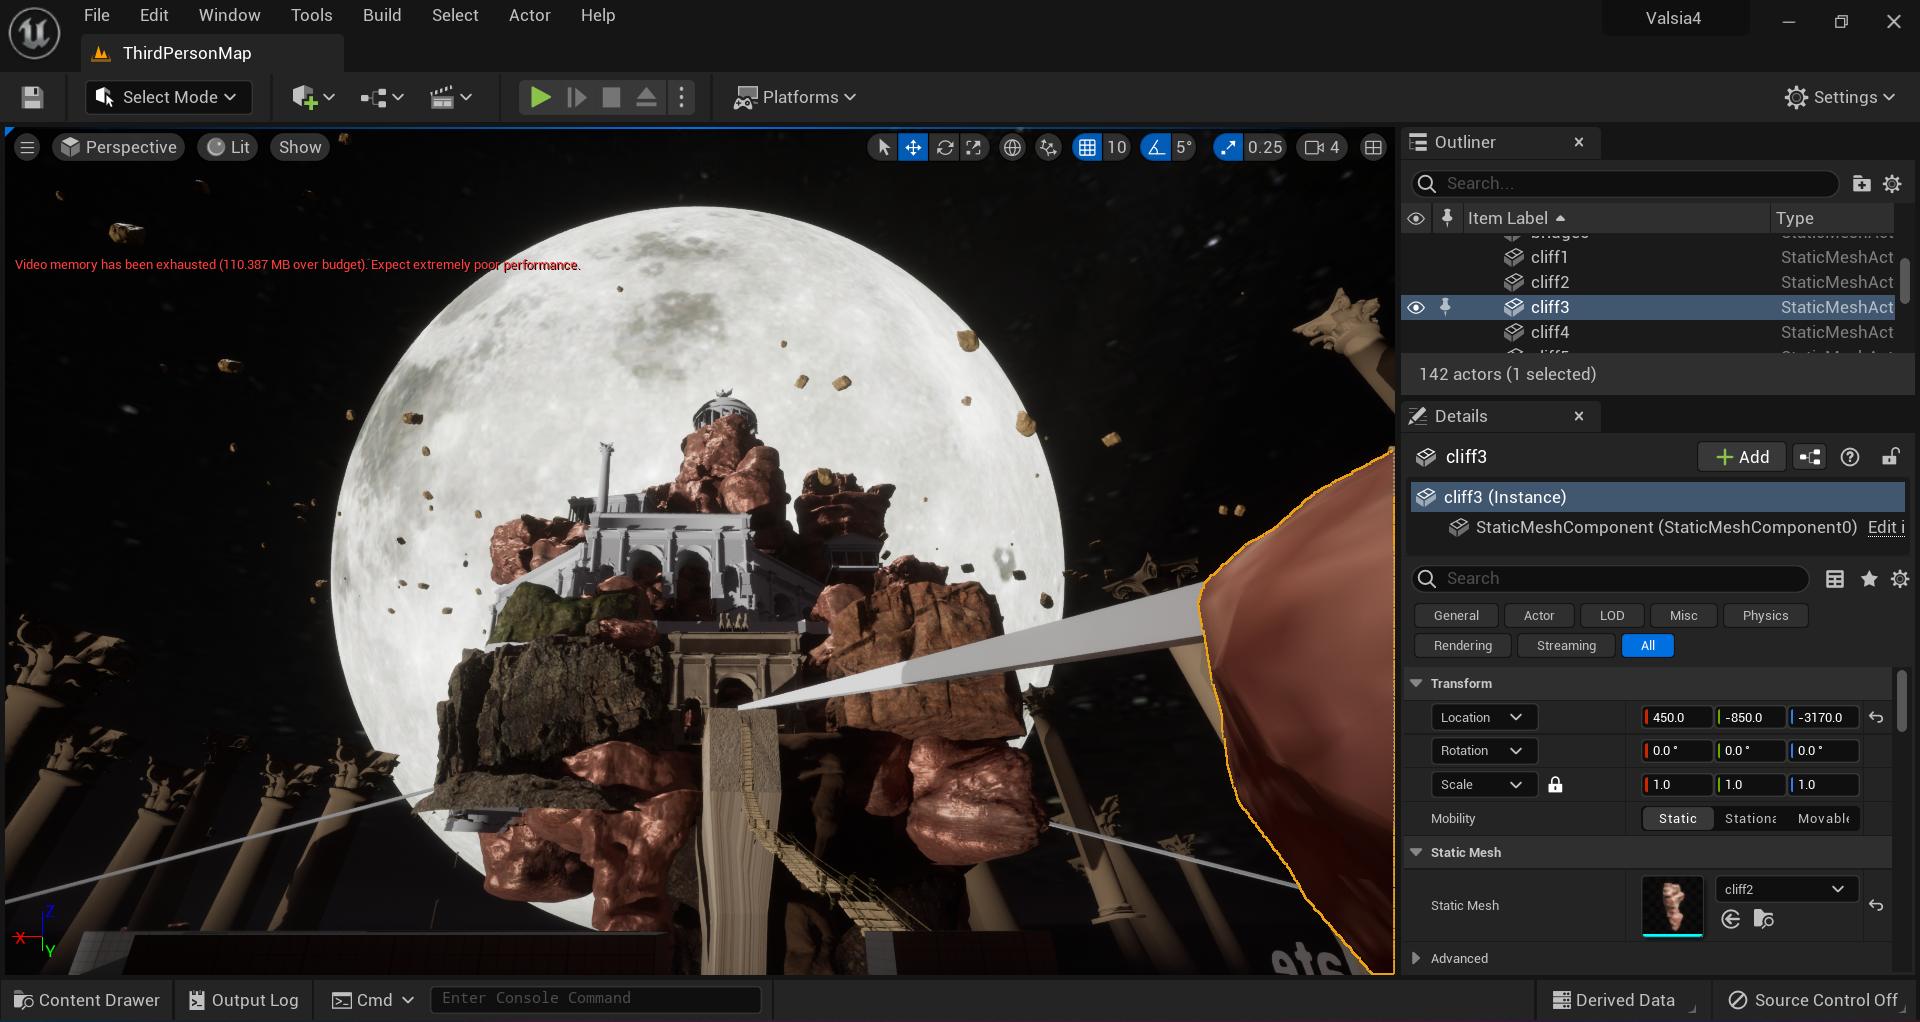 File Edit Window Tools Build Select Actor Help
Valsia4
ThirdPersonMap
Select Mode
Platforms
Settings
Perspective Lit Show
10 5° 0.25 4
Video memory has been exhausted (110.387 MB over budget). Expect extremely poor performance.
Outliner
Search...
Item Label Type
bridges StaticMeshAct
cliff1 StaticMeshAct
cliff2 StaticMeshAct
cliff3 StaticMeshAct
cliff4 StaticMeshAct
142 actors (1 selected)
Details
cliff3
Add
cliff3 (Instance)
StaticMeshComponent (StaticMeshComponent0) Edit i
Search
General Actor LOD Misc Physics
Rendering Streaming All
Transform
Location 450.0 -850.0 -3170.0
Rotation 0.0 ° 0.0 ° 0.0 °
Scale 1.0 1.0 1.0
Mobility Static Stationa Movable
Static Mesh
Static Mesh cliff2
Advanced
Z
X
Y
Content Drawer Output Log Cmd Enter Console Command
Derived Data Source Control Off